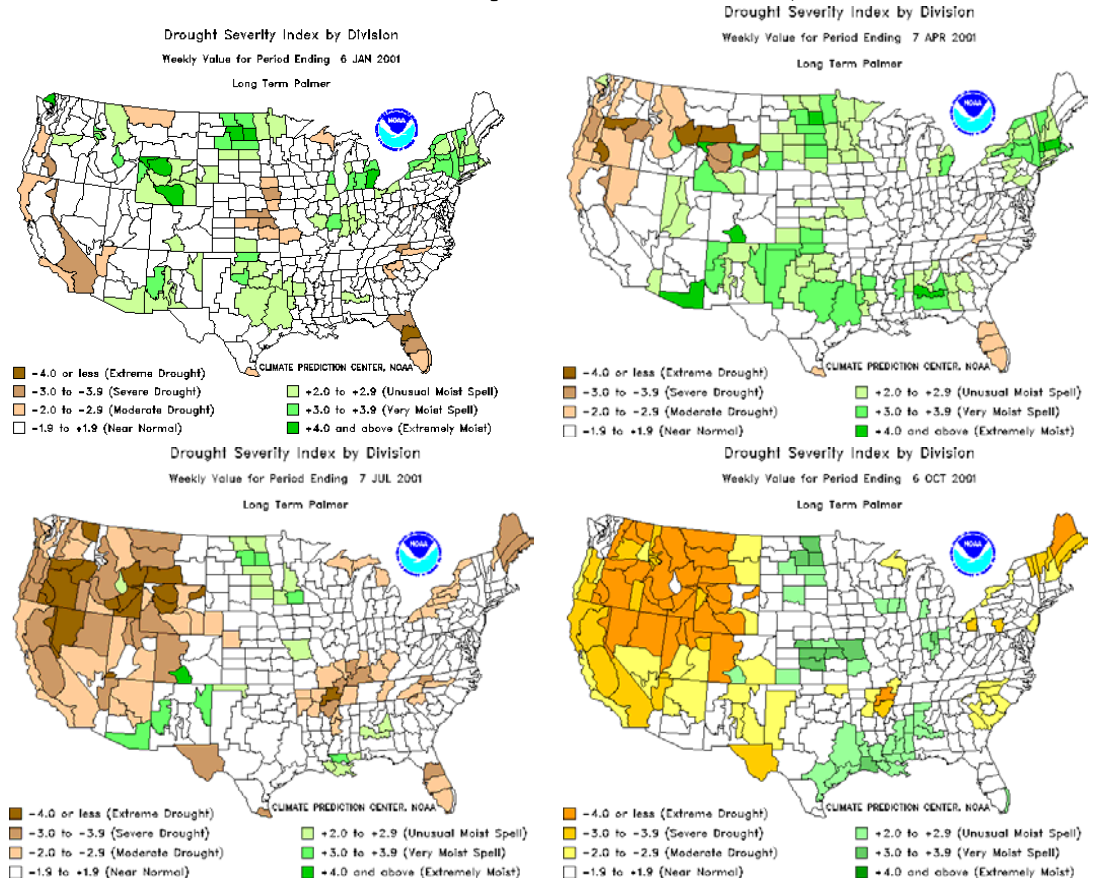 Drought Severity Index by Division
Weekly Value for Period Ending 6 JAN 2001
Long Term Palmer
NOAA
CLIMATE PREDICTION CENTER, NOAA
-4.0 or less (Extreme Drought)
-3.0 to -3.9 (Severe Drought)
-2.0 to -2.9 (Moderate Drought)
-1.9 to +1.9 (Near Normal)
+2.0 to +2.9 (Unusual Moist Spell)
+3.0 to +3.9 (Very Moist Spell)
+4.0 and above (Extremely Moist)
Drought Severity Index by Division
Weekly Value for Period Ending 7 APR 2001
Long Term Palmer
NOAA
CLIMATE PREDICTION CENTER, NOAA
-4.0 or less (Extreme Drought)
-3.0 to -3.9 (Severe Drought)
-2.0 to -2.9 (Moderate Drought)
-1.9 to +1.9 (Near Normal)
+2.0 to +2.9 (Unusual Moist Spell)
+3.0 to +3.9 (Very Moist Spell)
+4.0 and above (Extremely Moist)
Drought Severity Index by Division
Weekly Value for Period Ending 7 JUL 2001
Long Term Palmer
NOAA
CLIMATE PREDICTION CENTER, NOAA
-4.0 or less (Extreme Drought)
-3.0 to -3.9 (Severe Drought)
-2.0 to -2.9 (Moderate Drought)
-1.9 to +1.9 (Near Normal)
+2.0 to +2.9 (Unusual Moist Spell)
+3.0 to +3.9 (Very Moist Spell)
+4.0 and above (Extremely Moist)
Drought Severity Index by Division
Weekly Value for Period Ending 6 OCT 2001
Long Term Palmer
NOAA
CLIMATE PREDICTION CENTER, NOAA
-4.0 or less (Extreme Drought)
-3.0 to -3.9 (Severe Drought)
-2.0 to -2.9 (Moderate Drought)
-1.9 to +1.9 (Near Normal)
+2.0 to +2.9 (Unusual Moist Spell)
+3.0 to +3.9 (Very Moist Spell)
+4.0 and above (Extremely Moist)